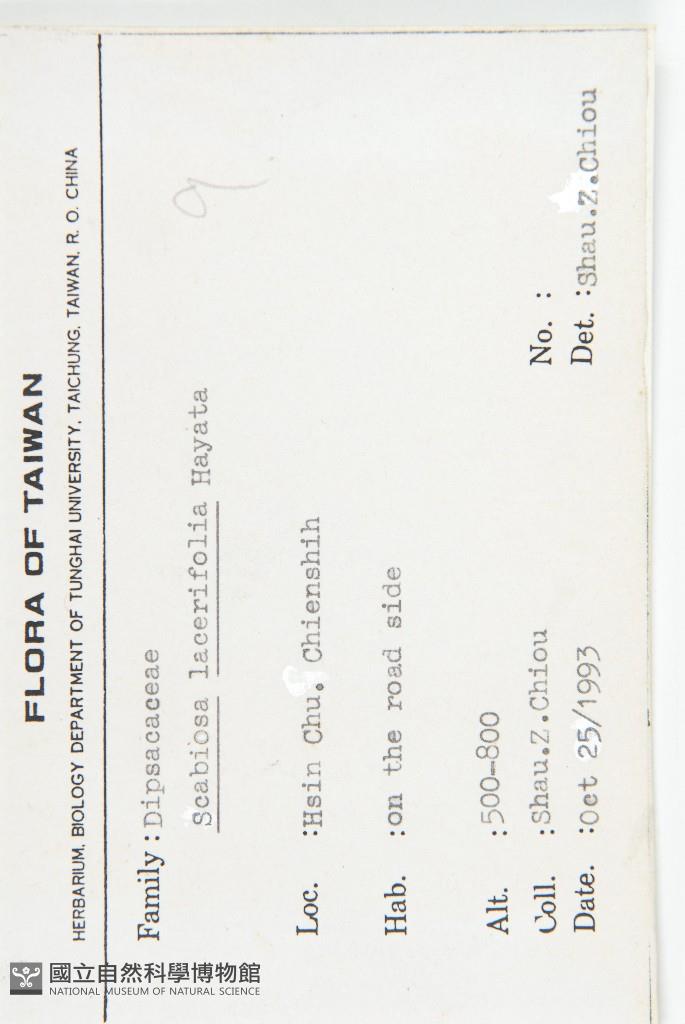 FLORA OF TAIWAN
HERBARIUM, BIOLOGY DEPARTMENT OF TUNGHAI UNIVERSITY, TAICHUNG, TAIWAN, R. O. CHINA
9
Family : Dipsacaceae
Scabiosa lacerifolia Hayata
Loc. :Hsin Chu. Chienshih
Hab. :on the road side
Alt. :500-800
Coll. :Shau.Z.Chiou No. :
Date. :Oct 25/1993 Det. :Shau.Z.Chiou
國立自然科學博物館
NATIONAL MUSEUM OF NATURAL SCIENCE